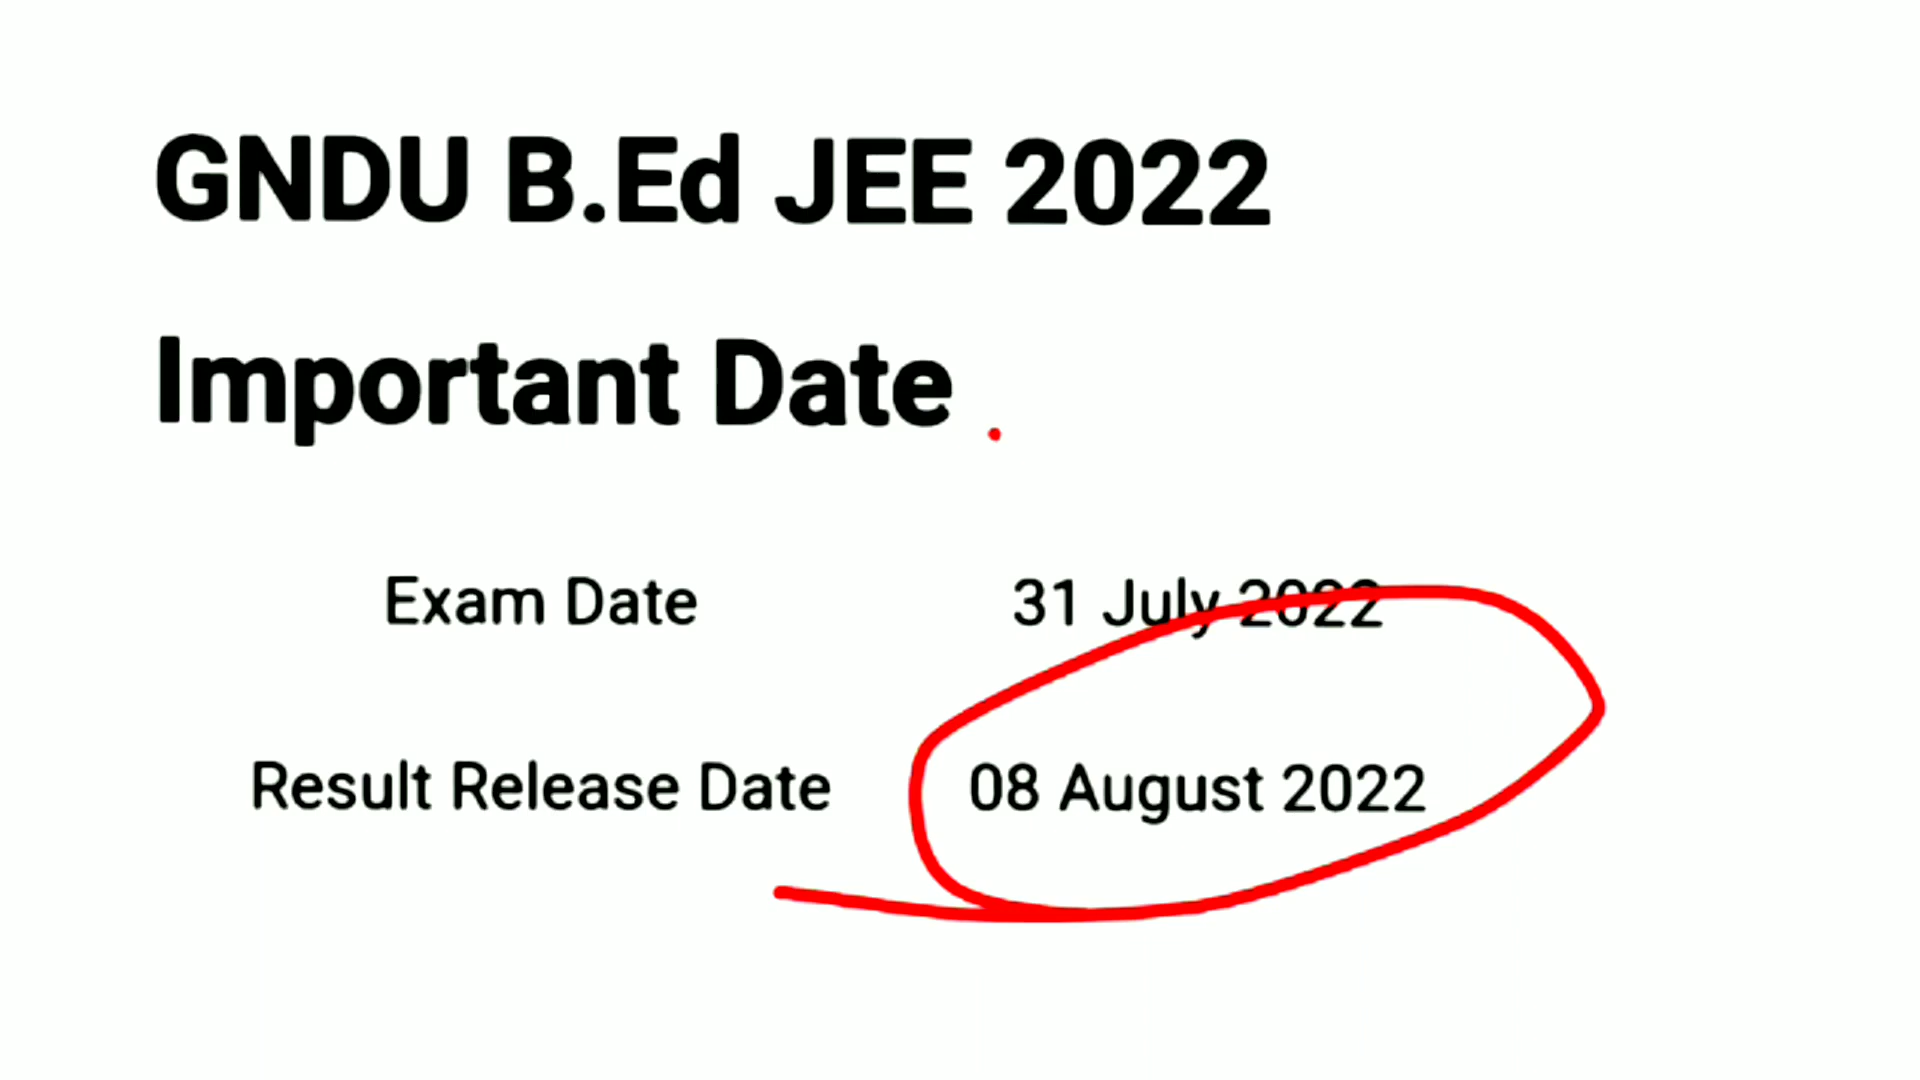 GNDU B.Ed JEE 2022
Important Date
Exam Date 31 July 2022
Result Release Date 08 August 2022